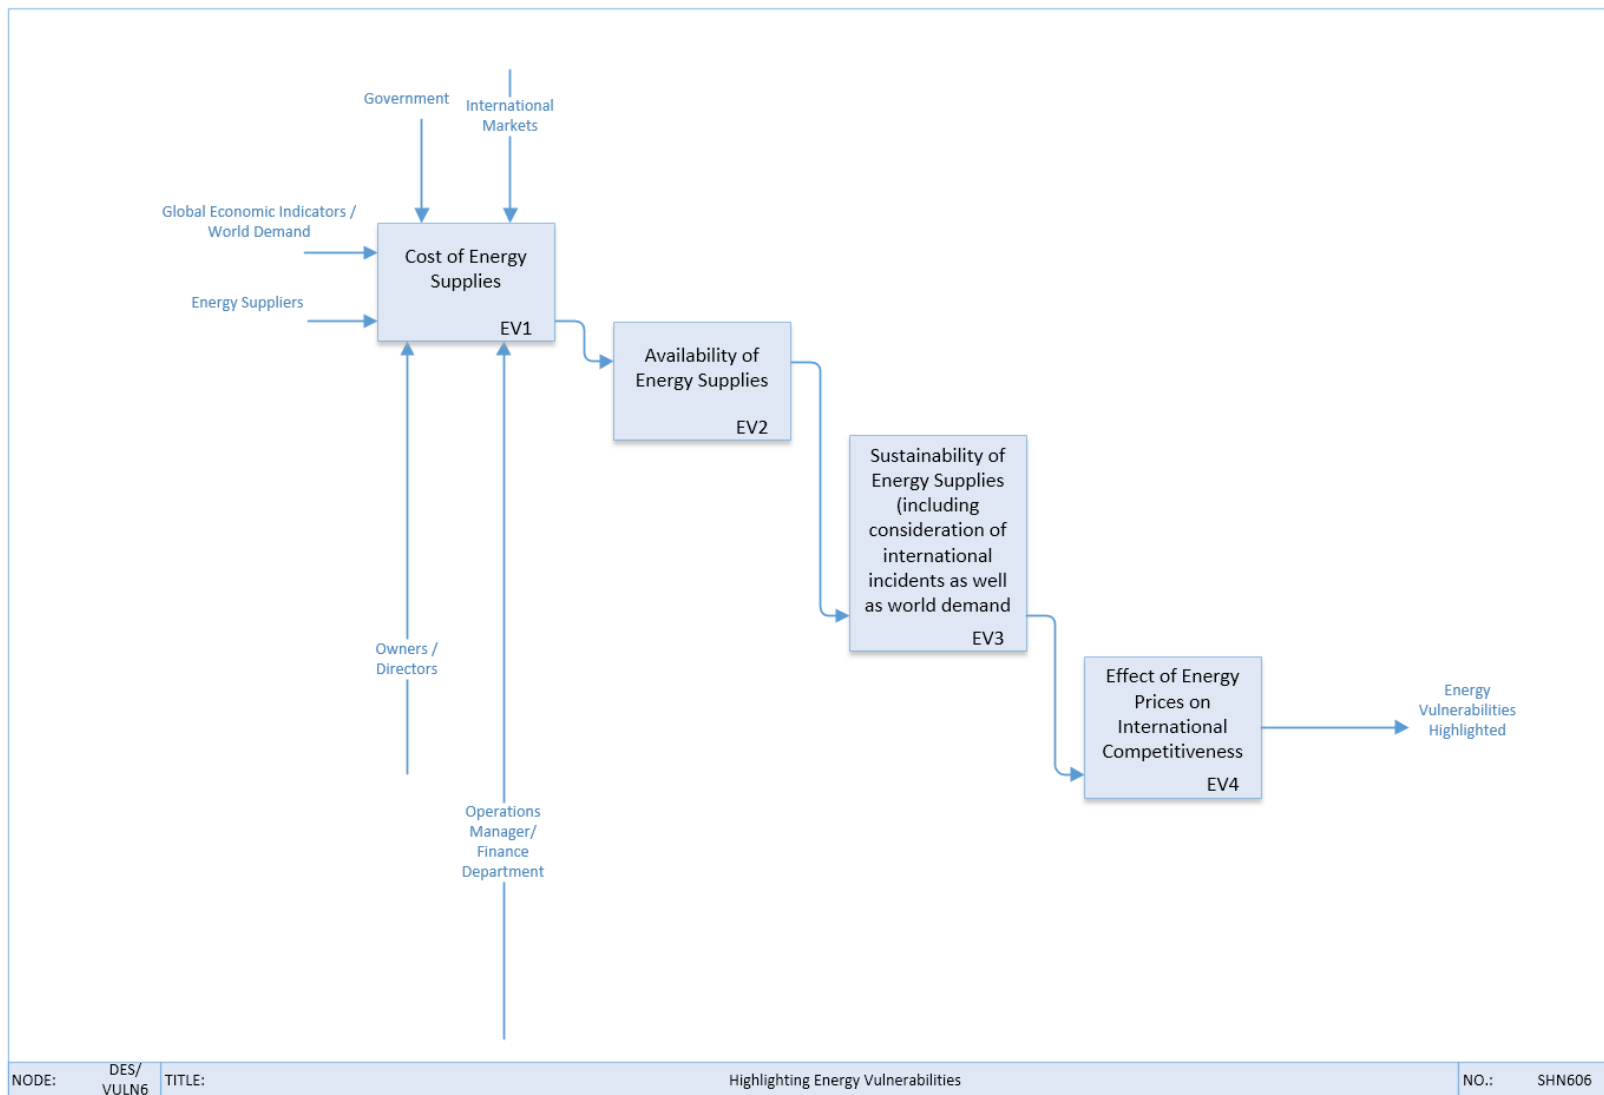 Government
International
Markets
Global Economic Indicators /
World Demand
Energy Suppliers
Cost of Energy
Supplies
EV1
Availability of
Energy Supplies
EV2
Sustainability of
Energy Supplies
(including
consideration of
international
incidents as well
as world demand
EV3
Owners /
Directors
Effect of Energy
Prices on
International
Competitiveness
EV4
Energy
Vulnerabilities
Highlighted
Operations
Manager/
Finance
Department
NODE:
DES/
VULN6
TITLE:
Highlighting Energy Vulnerabilities
NO.:
SHN606